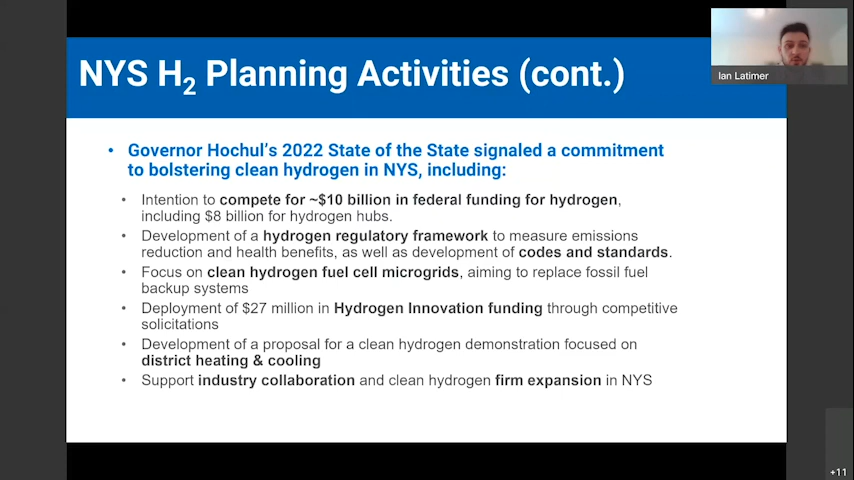 NYS H2 Planning Activities (cont.)
Ian Latimer
• Governor Hochul's 2022 State of the State signaled a commitment
to bolstering clean hydrogen in NYS, including:
• Intention to compete for ~$10 billion in federal funding for hydrogen,
including $8 billion for hydrogen hubs.
• Development of a hydrogen regulatory framework to measure emissions
reduction and health benefits, as well as development of codes and standards.
• Focus on clean hydrogen fuel cell microgrids, aiming to replace fossil fuel
backup systems
• Deployment of $27 million in Hydrogen Innovation funding through competitive
solicitations
• Development of a proposal for a clean hydrogen demonstration focused on
district heating & cooling
• Support industry collaboration and clean hydrogen firm expansion in NYS
+11